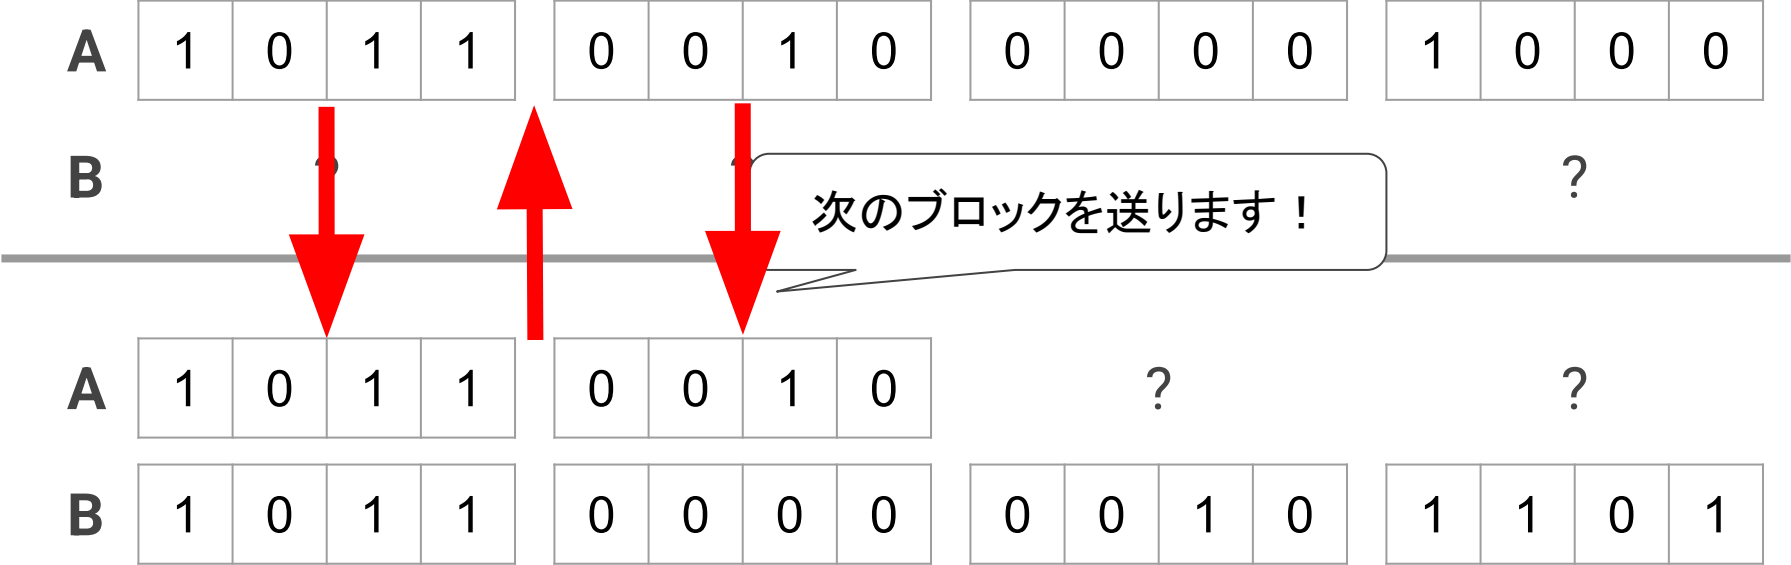 A 1 0 1 1 0 0 1 0 0 0 0 0 1 0 0 0
B ? ? ?
次のブロックを送ります！
A 1 0 1 1 0 0 1 0 ? ?
B 1 0 1 1 0 0 0 0 0 0 1 0 1 1 0 1